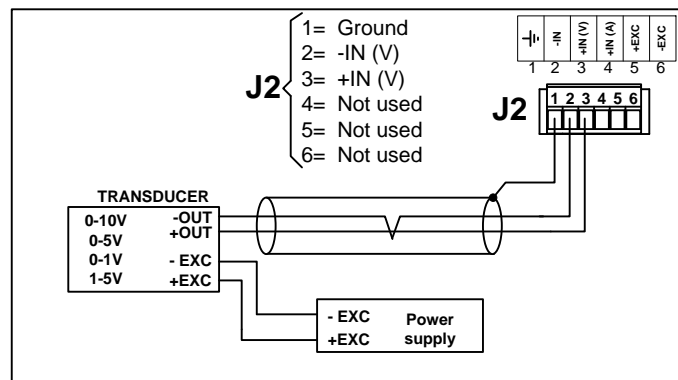 J2
1= Ground
2= -IN (V)
3= +IN (V)
4= Not used
5= Not used
6= Not used
-IN
+IN (V)
+IN (A)
+EXC
-EXC
1 2 3 4 5 6
J2
1 2 3 4 5 6
TRANSDUCER
0-10V -OUT
0-5V +OUT
0-1V - EXC
1-5V +EXC
- EXC Power
+EXC supply